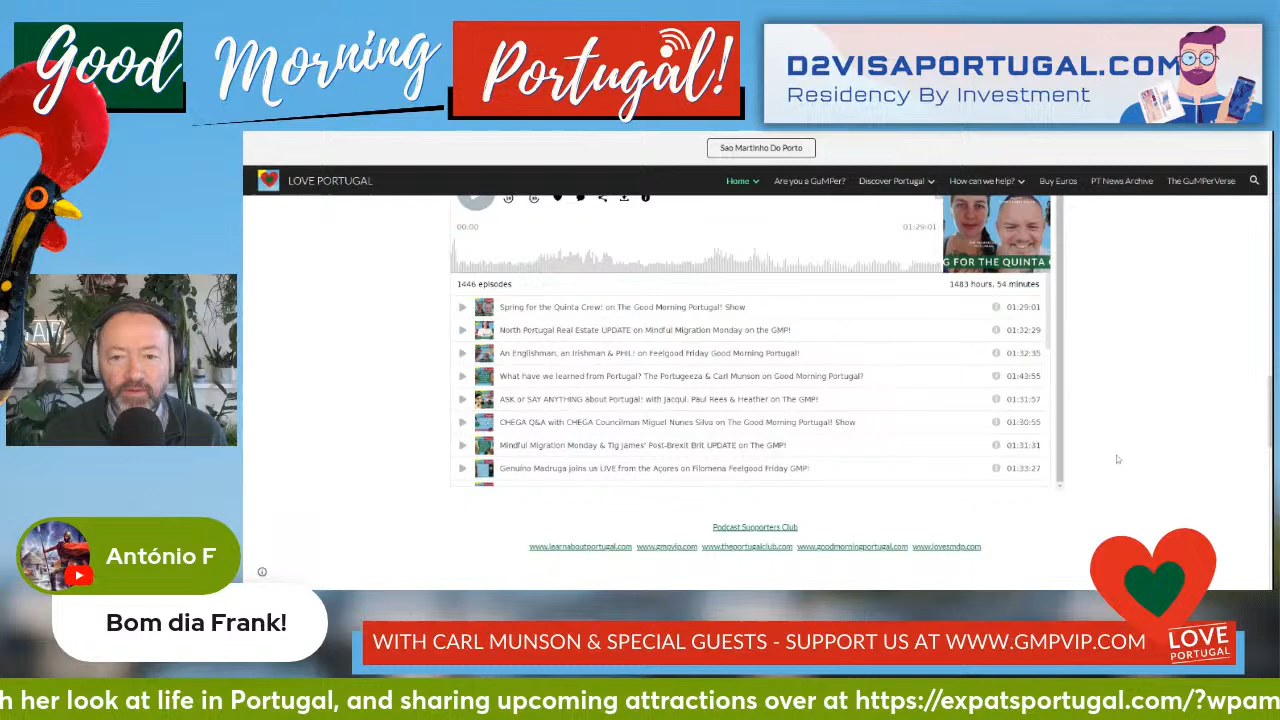 Good Morning Portugal!
D2VISAPORTUGAL.COM
Residency By Investment
Sao Martinho Do Porto
LOVE PORTUGAL
Home
Are you a GuMPer?
Discover Portugal
How can we help?
Buy Euros
PT News Archive
The GuMPerVerse
00:00
01:29:01
G FOR THE QUINTA
1446 episodes
1483 hours, 54 minutes
Spring for the Quinta Crew! on The Good Morning Portugal! Show 01:29:01
North Portugal Real Estate UPDATE on Mindful Migration Monday on the GMP! 01:32:29
An Englishman, an Irishman & PHIL! on Feelgood Friday Good Morning Portugal! 01:32:35
What have we learned from Portugal? The Portugeeza & Carl Munson on Good Morning Portugal? 01:43:55
ASK or SAY ANYTHING about Portugal! with Jacqui, Paul Rees & Heather on The GMP! 01:31:57
CHEGA Q&A with CHEGA Councilman Miguel Nunes Silva on The Good Morning Portugal! Show 01:30:55
Mindful Migration Monday & Tig James' Post-Brexit Brit UPDATE on The GMP! 01:31:31
Genuíno Madruga joins us LIVE from the Açores on Filomena Feelgood Friday GMP! 01:33:27
Podcast Supporters Club
www.learnaboutportugal.com www.gmpvip.com www.theportugalclub.com www.goodmorningportugal.com www.lovesmdp.com
António F
Bom dia Frank!
WITH CARL MUNSON & SPECIAL GUESTS - SUPPORT US AT WWW.GMPVIP.COM
LOVE
PORTUGAL
h her look at life in Portugal, and sharing upcoming attractions over at https://expatsportugal.com/?wpam